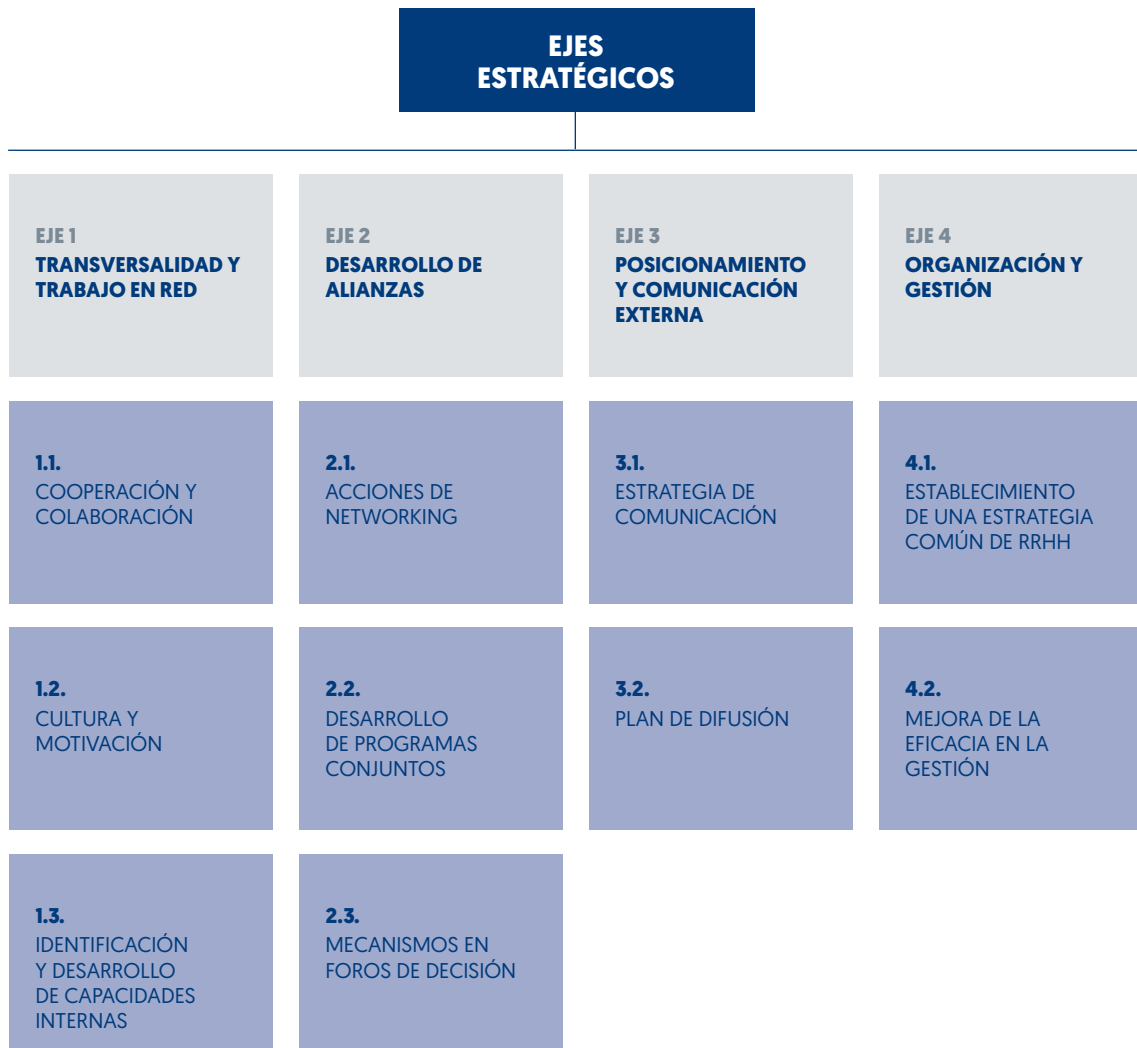 EJES
ESTRATÉGICOS
EJE 1
TRANSVERSALIDAD Y
TRABAJO EN RED
EJE 2
DESARROLLO DE
ALIANZAS
EJE 3
POSICIONAMIENTO
Y COMUNICACIÓN
EXTERNA
EJE 4
ORGANIZACIÓN Y
GESTIÓN
1.1.
COOPERACIÓN Y
COLABORACIÓN
2.1.
ACCIONES DE
NETWORKING
3.1.
ESTRATEGIA DE
COMUNICACIÓN
4.1.
ESTABLECIMIENTO
DE UNA ESTRATEGIA
COMÚN DE RRHH
1.2.
CULTURA Y
MOTIVACIÓN
2.2.
DESARROLLO
DE PROGRAMAS
CONJUNTOS
3.2.
PLAN DE DIFUSIÓN
4.2.
MEJORA DE LA
EFICACIA EN LA
GESTIÓN
1.3.
IDENTIFICACIÓN
Y DESARROLLO
DE CAPACIDADES
INTERNAS
2.3.
MECANISMOS EN
FOROS DE DECISIÓN